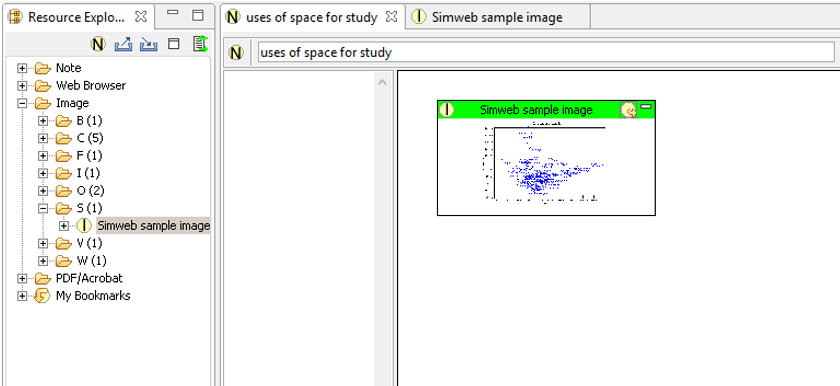 Resource Explo...
N uses of space for study
I Simweb sample image
N
N uses of space for study
Note
Web Browser
Image
B (1)
C (5)
F (1)
I (1)
O (2)
S (1)
I Simweb sample image
V (1)
W (1)
PDF/Acrobat
My Bookmarks
I Simweb sample image